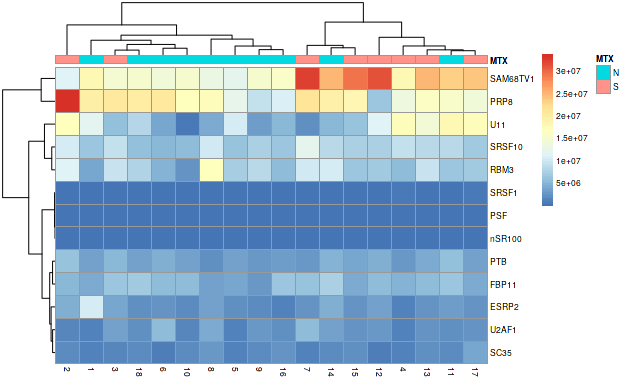 MTX
SAM68TV1
PRP8
U11
SRSF10
RBM3
SRSF1
PSF
nSR100
PTB
FBP11
ESRP2
U2AF1
SC35
2 1 3 18 6 10 8 5 9 16 7 14 15 12 4 13 11 17
3e+07
2.5e+07
2e+07
1.5e+07
1e+07
5e+06
MTX
N
S